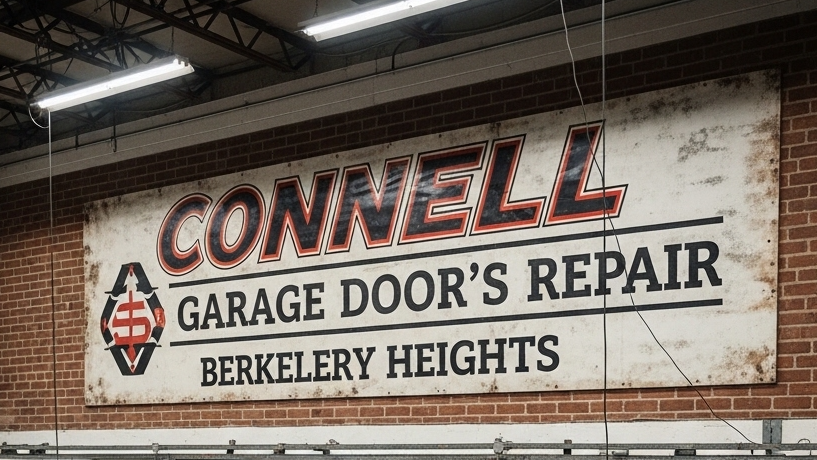 CONNELL
GARAGE DOOR'S REPAIR
BERKELERY HEIGHTS